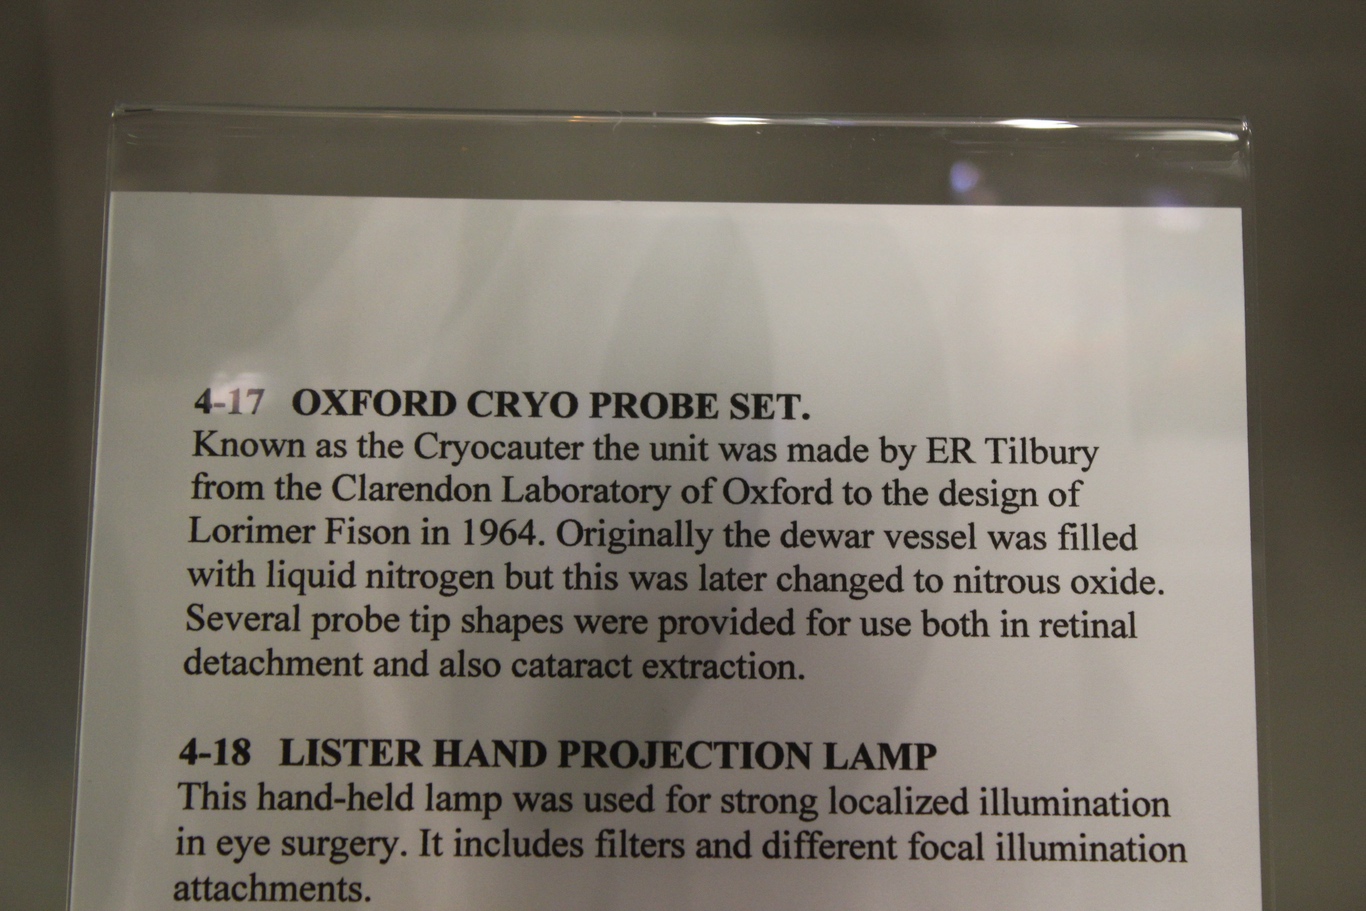 4-17 OXFORD CRYO PROBE SET.
Known as the Cryocauter the unit was made by ER Tilbury
from the Clarendon Laboratory of Oxford to the design of
Lorimer Fison in 1964. Originally the dewar vessel was filled
with liquid nitrogen but this was later changed to nitrous oxide.
Several probe tip shapes were provided for use both in retinal
detachment and also cataract extraction.
4-18 LISTER HAND PROJECTION LAMP
This hand-held lamp was used for strong localized illumination
in eye surgery. It includes filters and different focal illumination
attachments.